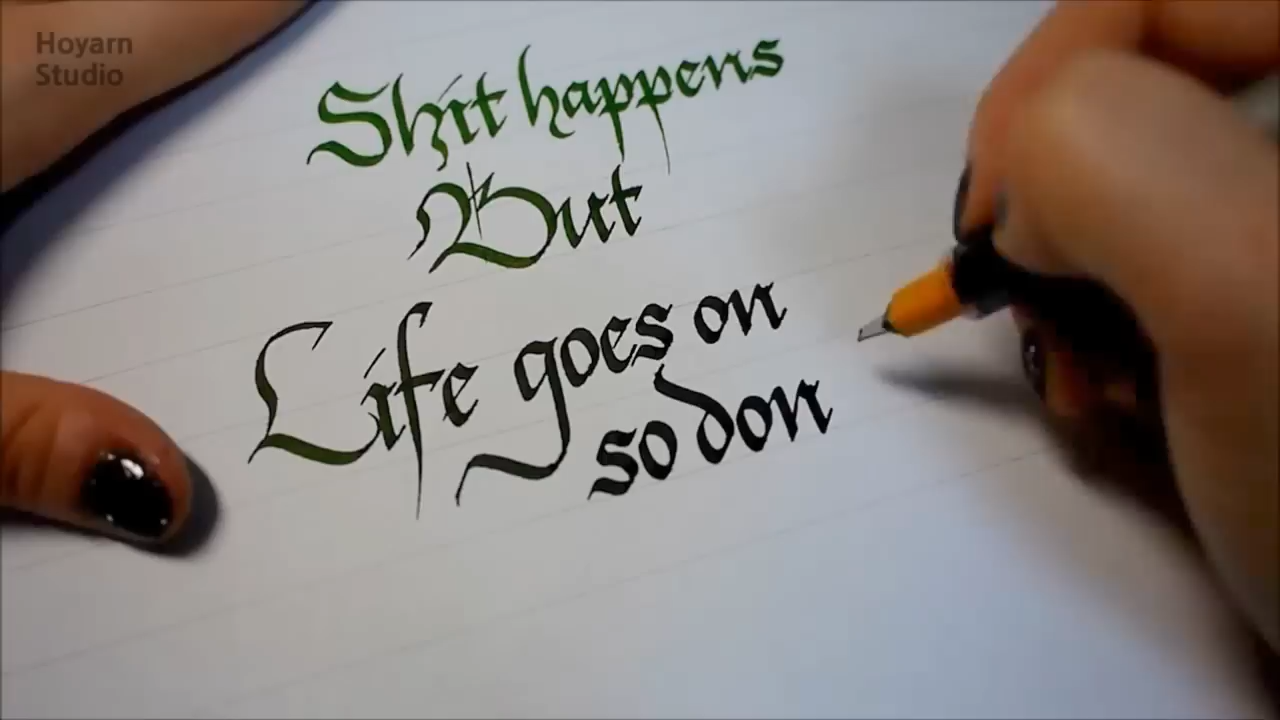 Hoyarn
Studio
Shit happens
But
Life goes on
so don